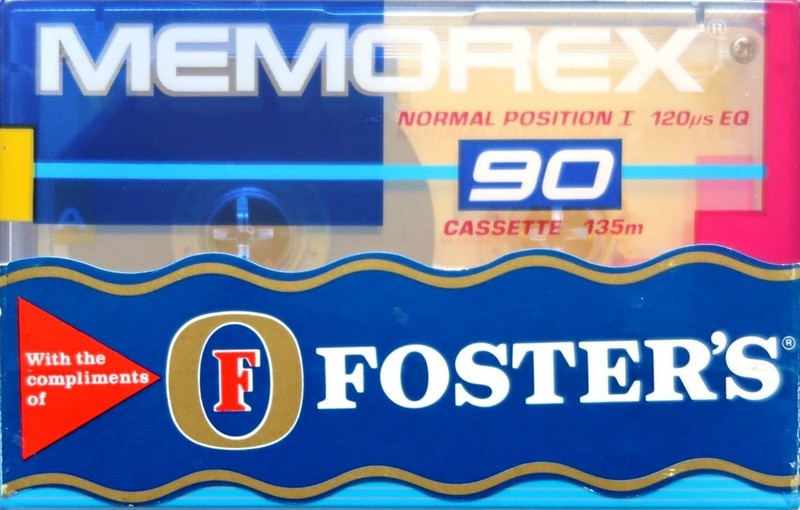 MEMOREX®
NORMAL POSITION I 120µs EQ
90
A
CASSETTE 135m
With the
compliments
of
F
FOSTER'S®